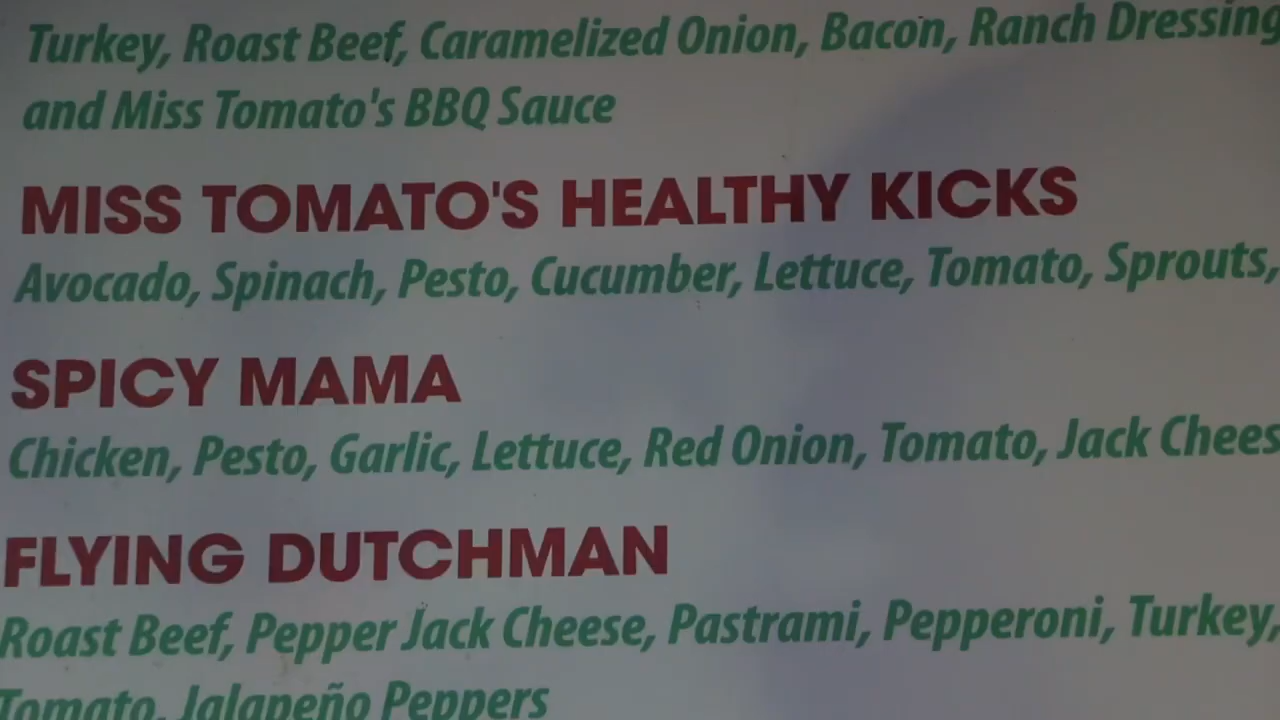 Turkey, Roast Beef, Caramelized Onion, Bacon, Ranch Dressing
and Miss Tomato's BBQ Sauce
MISS TOMATO'S HEALTHY KICKS
Avocado, Spinach, Pesto, Cucumber, Lettuce, Tomato, Sprouts,
SPICY MAMA
Chicken, Pesto, Garlic, Lettuce, Red Onion, Tomato, Jack Chees
FLYING DUTCHMAN
Roast Beef, Pepper Jack Cheese, Pastrami, Pepperoni, Turkey,
Tomato, Jalapeño Peppers